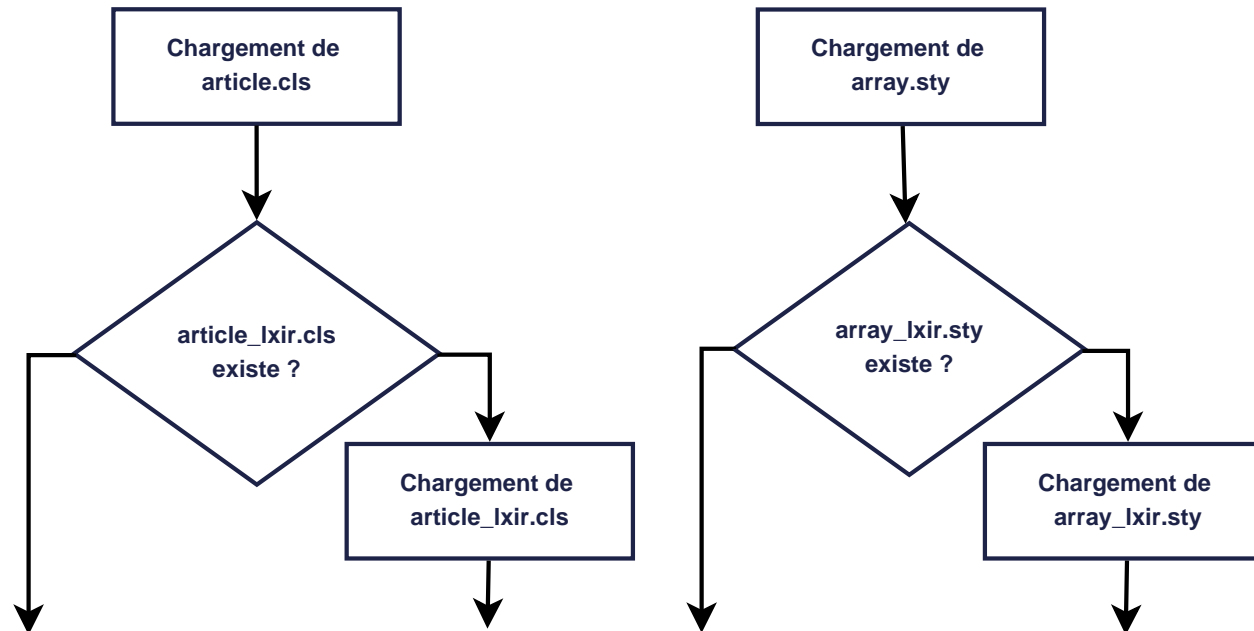 Chargement de
article.cls
Chargement de
array.sty
article_lxir.cls
existe ?
array_lxir.sty
existe ?
Chargement de
article_lxir.cls
Chargement de
array_lxir.sty